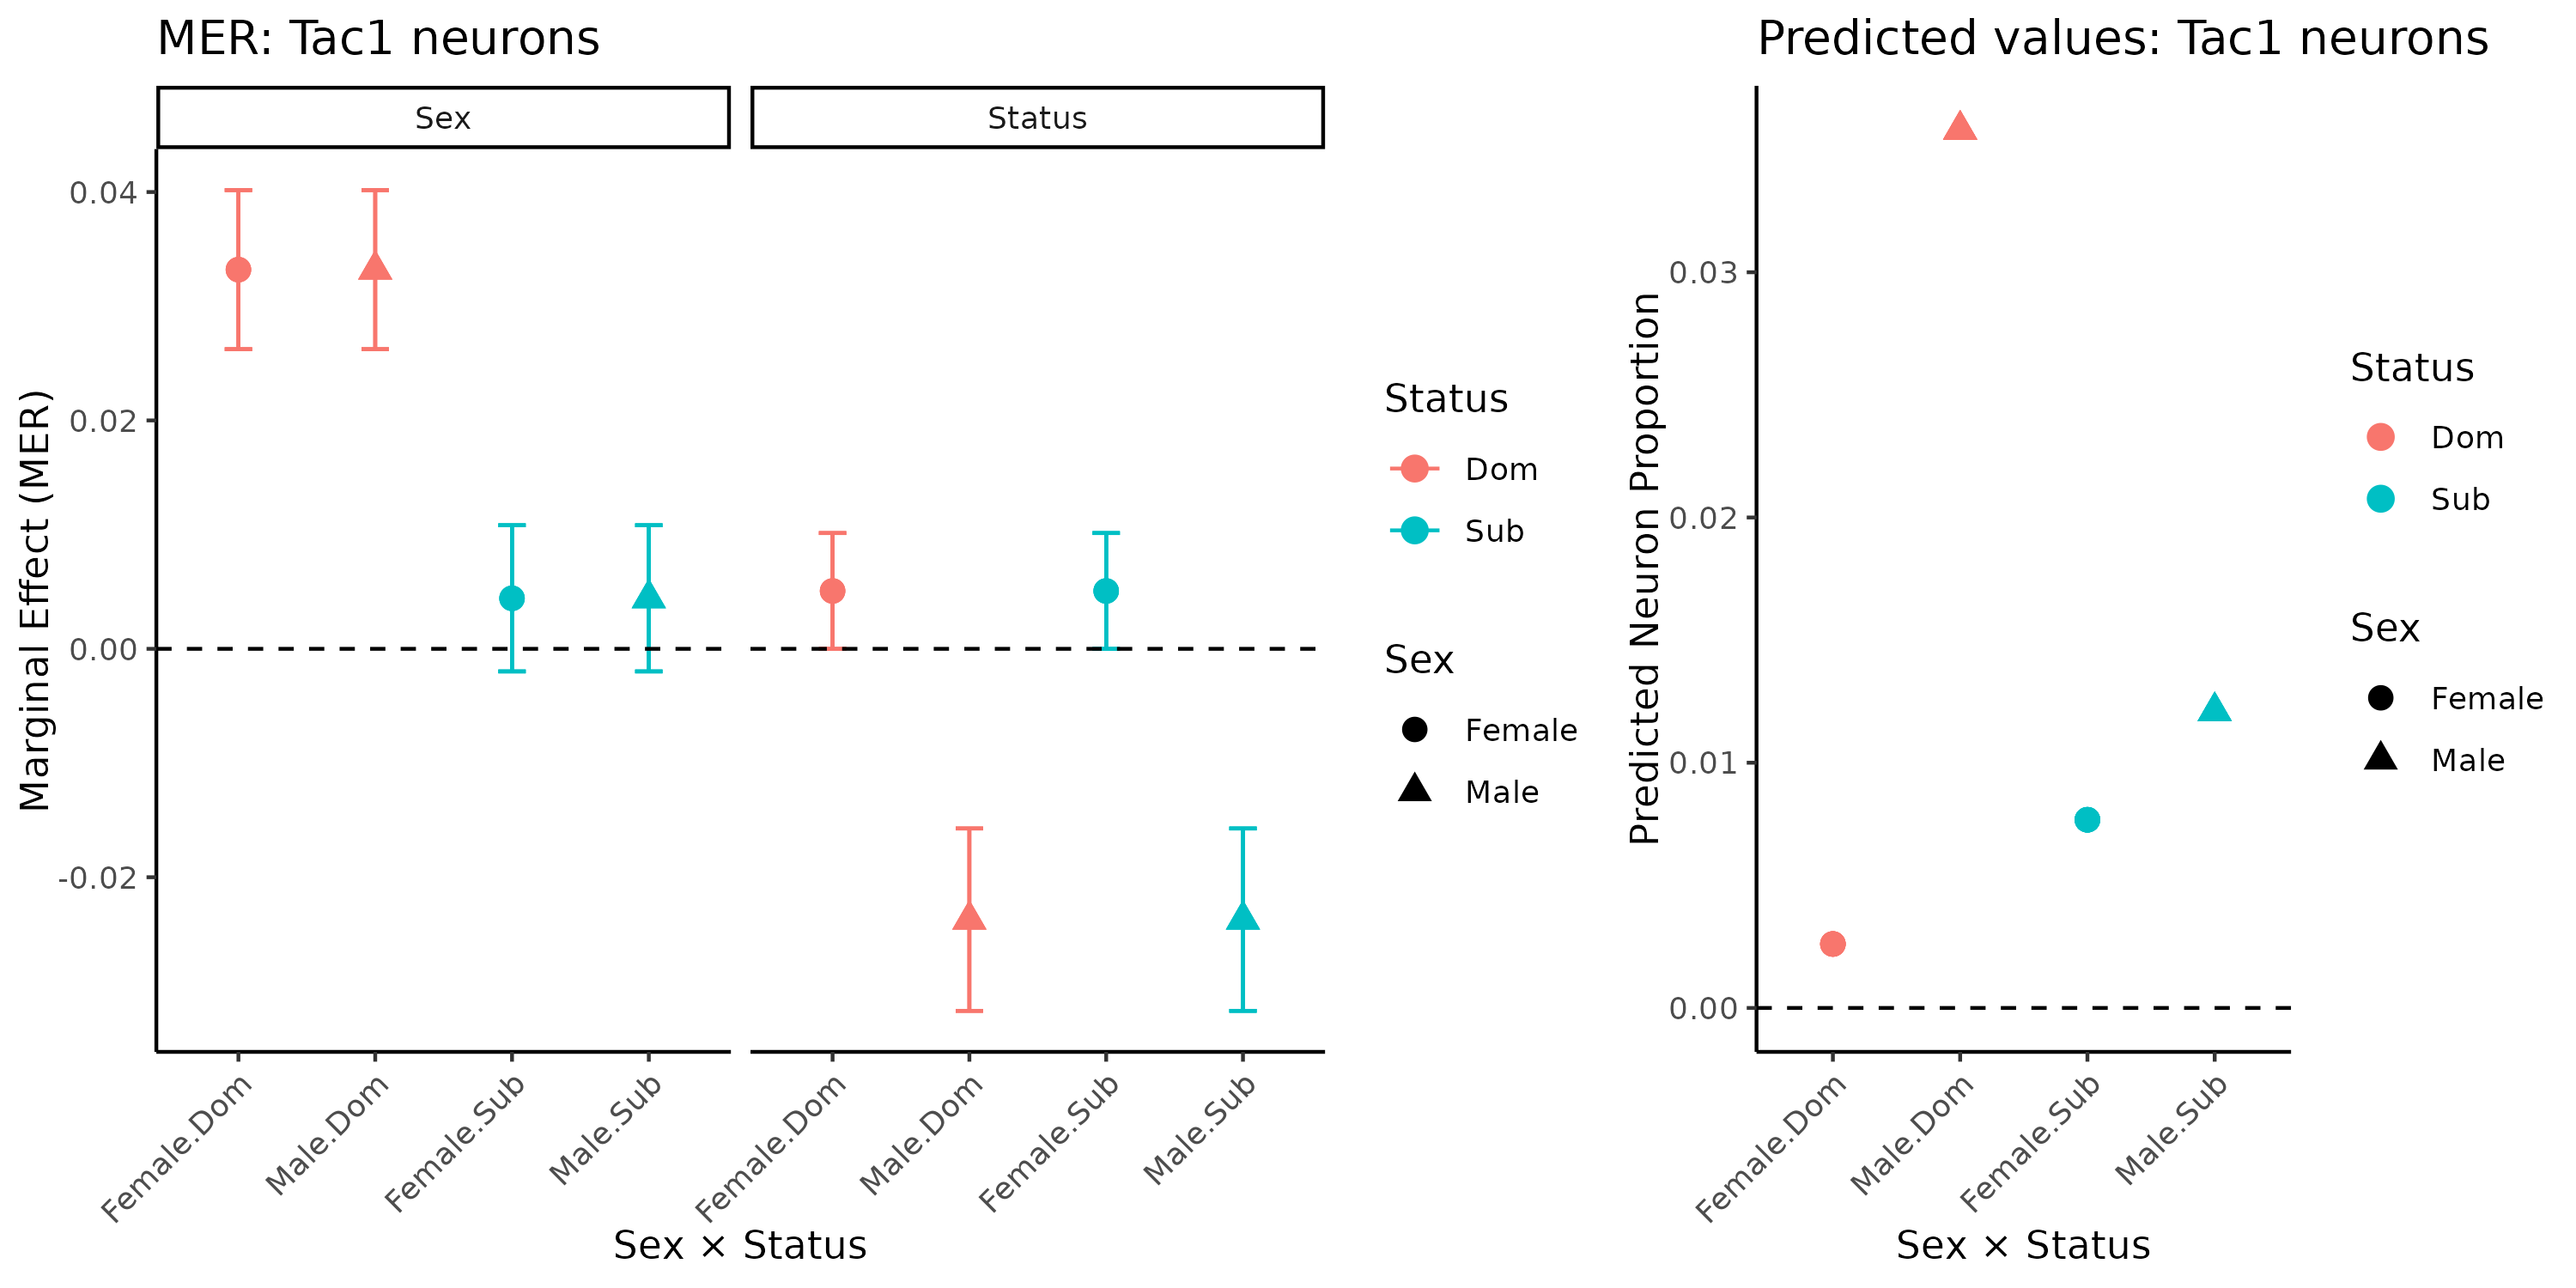 MER: Tac1 neurons
Sex
Status
Marginal Effect (MER)
0.04
0.02
0.00
-0.02
Female.Dom
Male.Dom
Female.Sub
Male.Sub
Female.Dom
Male.Dom
Female.Sub
Male.Sub
Sex × Status
Status
Dom
Sub
Sex
Female
Male
Predicted values: Tac1 neurons
Predicted Neuron Proportion
0.03
0.02
0.01
0.00
Female.Dom
Male.Dom
Female.Sub
Male.Sub
Sex × Status
Status
Dom
Sub
Sex
Female
Male